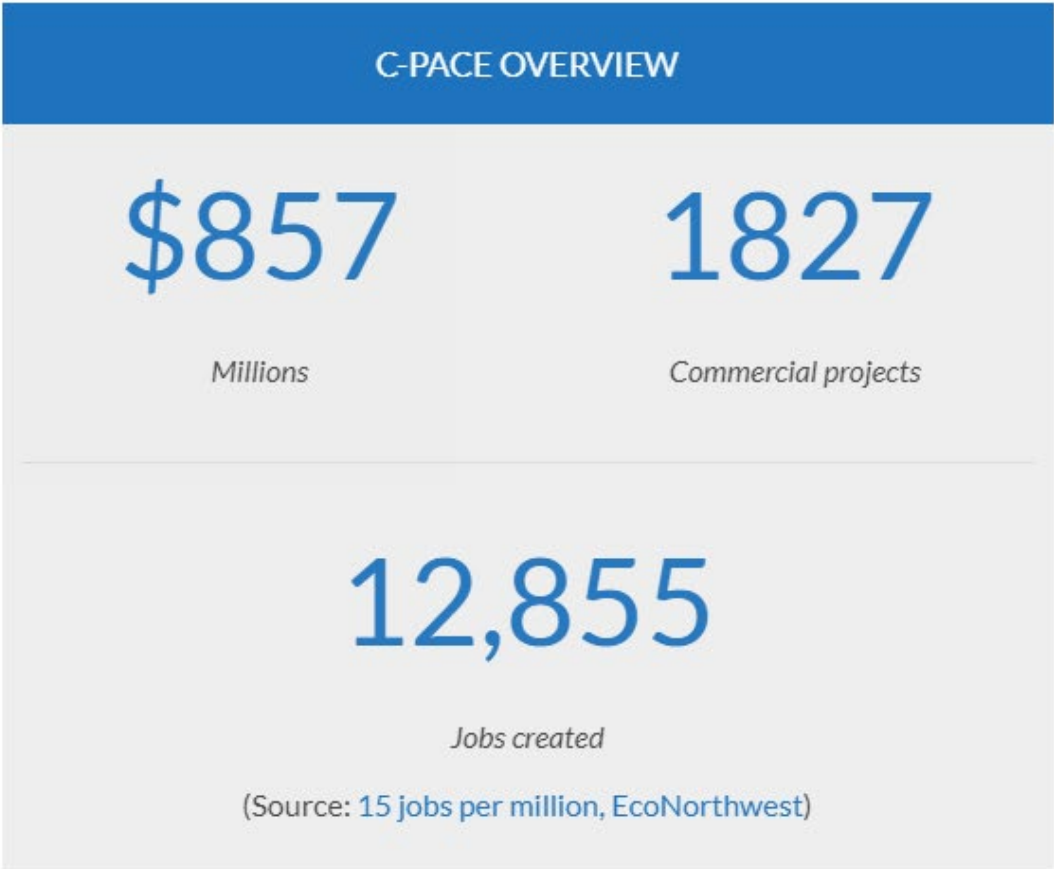 C-PACE OVERVIEW
$857
1827
Millions
Commercial projects
12,855
Jobs created
(Source: 15 jobs per million, EcoNorthwest)